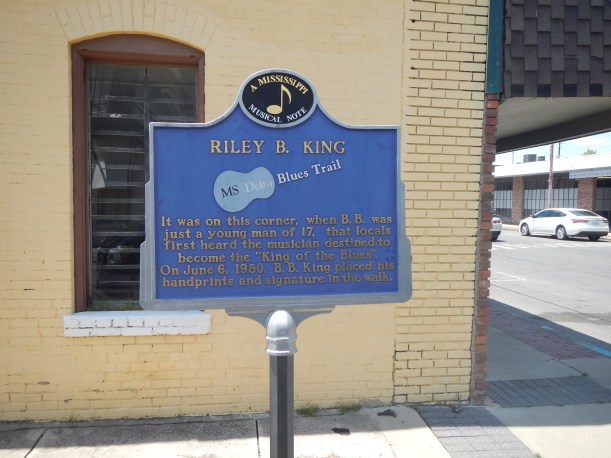 A MISSISSIPPI
MUSICAL NOTE
RILEY B. KING
MS Delta Blues Trail
It was on this corner, when B.B. was
just a young man of 17, that locals
first heard the musician destined to
become the "King of the Blues".
On June 6, 1980, B.B. King placed his
handprints and signature in the walk.